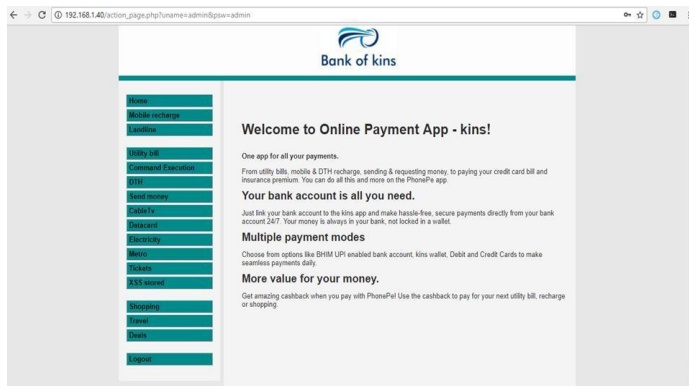 192.168.1.40/action_page.php?uname=admin&psw=admin
Bank of kins
Home
Mobile recharge
Landline
Utility bill
Command Execution
DTH
Send money
CableTv
Datacard
Electricity
Metro
Tickets
XSS stored
Shopping
Travel
Deals
Logout
Welcome to Online Payment App - kins!
One app for all your payments.
From utility bills, mobile & DTH recharge, sending & requesting money, to paying your credit card bill and
insurance premium. You can do all this and more on the PhonePe app.
Your bank account is all you need.
Just link your bank account to the kins app and make hassle-free, secure payments directly from your bank
account 24/7. Your money is always in your bank, not locked in a wallet.
Multiple payment modes
Choose from options like BHIM UPI enabled bank account, kins wallet, Debit and Credit Cards to make
seamless payments daily.
More value for your money.
Get amazing cashback when you pay with PhonePe! Use the cashback to pay for your next utility bill, recharge
or shopping.